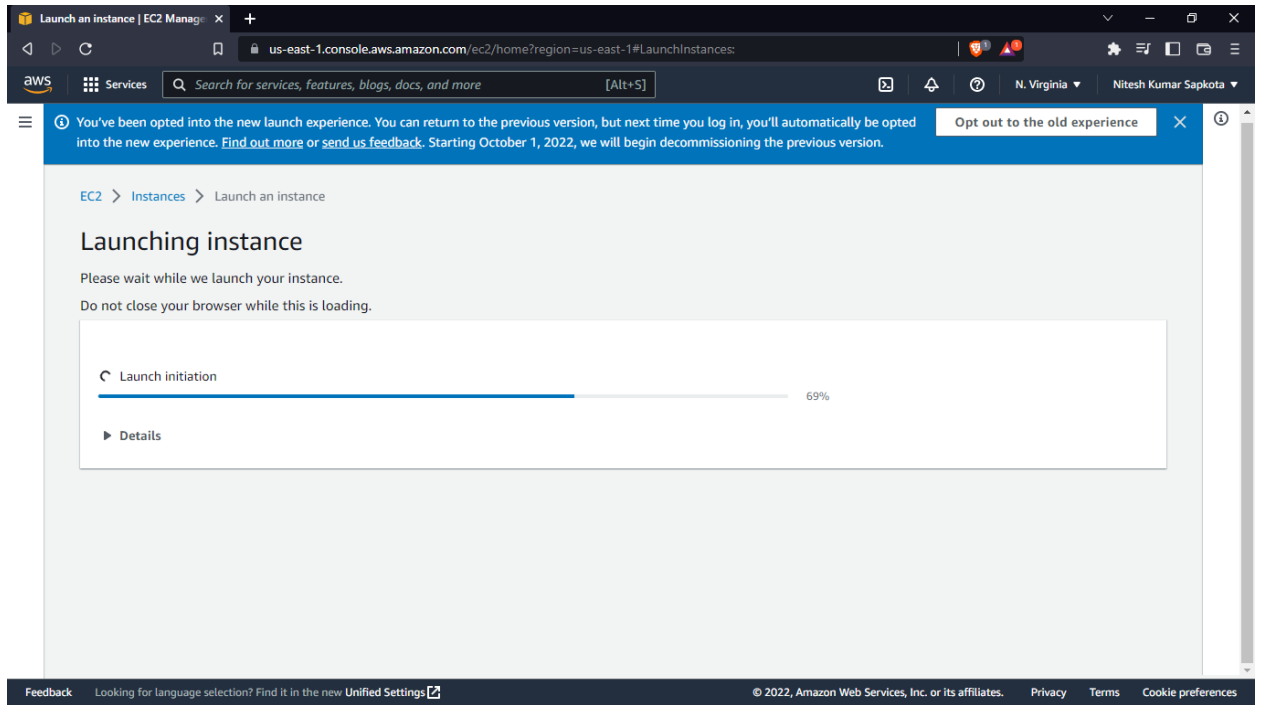 Launch an instance | EC2 Manage
us-east-1.console.aws.amazon.com/ec2/home?region=us-east-1#LaunchInstances:
1
1
aws
Services
Search for services, features, blogs, docs, and more
[Alt+S]
N. Virginia
Nitesh Kumar Sapkota
You've been opted into the new launch experience. You can return to the previous version, but next time you log in, you'll automatically be opted
into the new experience. Find out more or send us feedback. Starting October 1, 2022, we will begin decommissioning the previous version.
Opt out to the old experience
EC2 > Instances > Launch an instance
Launching instance
Please wait while we launch your instance.
Do not close your browser while this is loading.
Launch initiation
69%
Details
Feedback
Looking for language selection? Find it in the new Unified Settings
© 2022, Amazon Web Services, Inc. or its affiliates.
Privacy
Terms
Cookie preferences